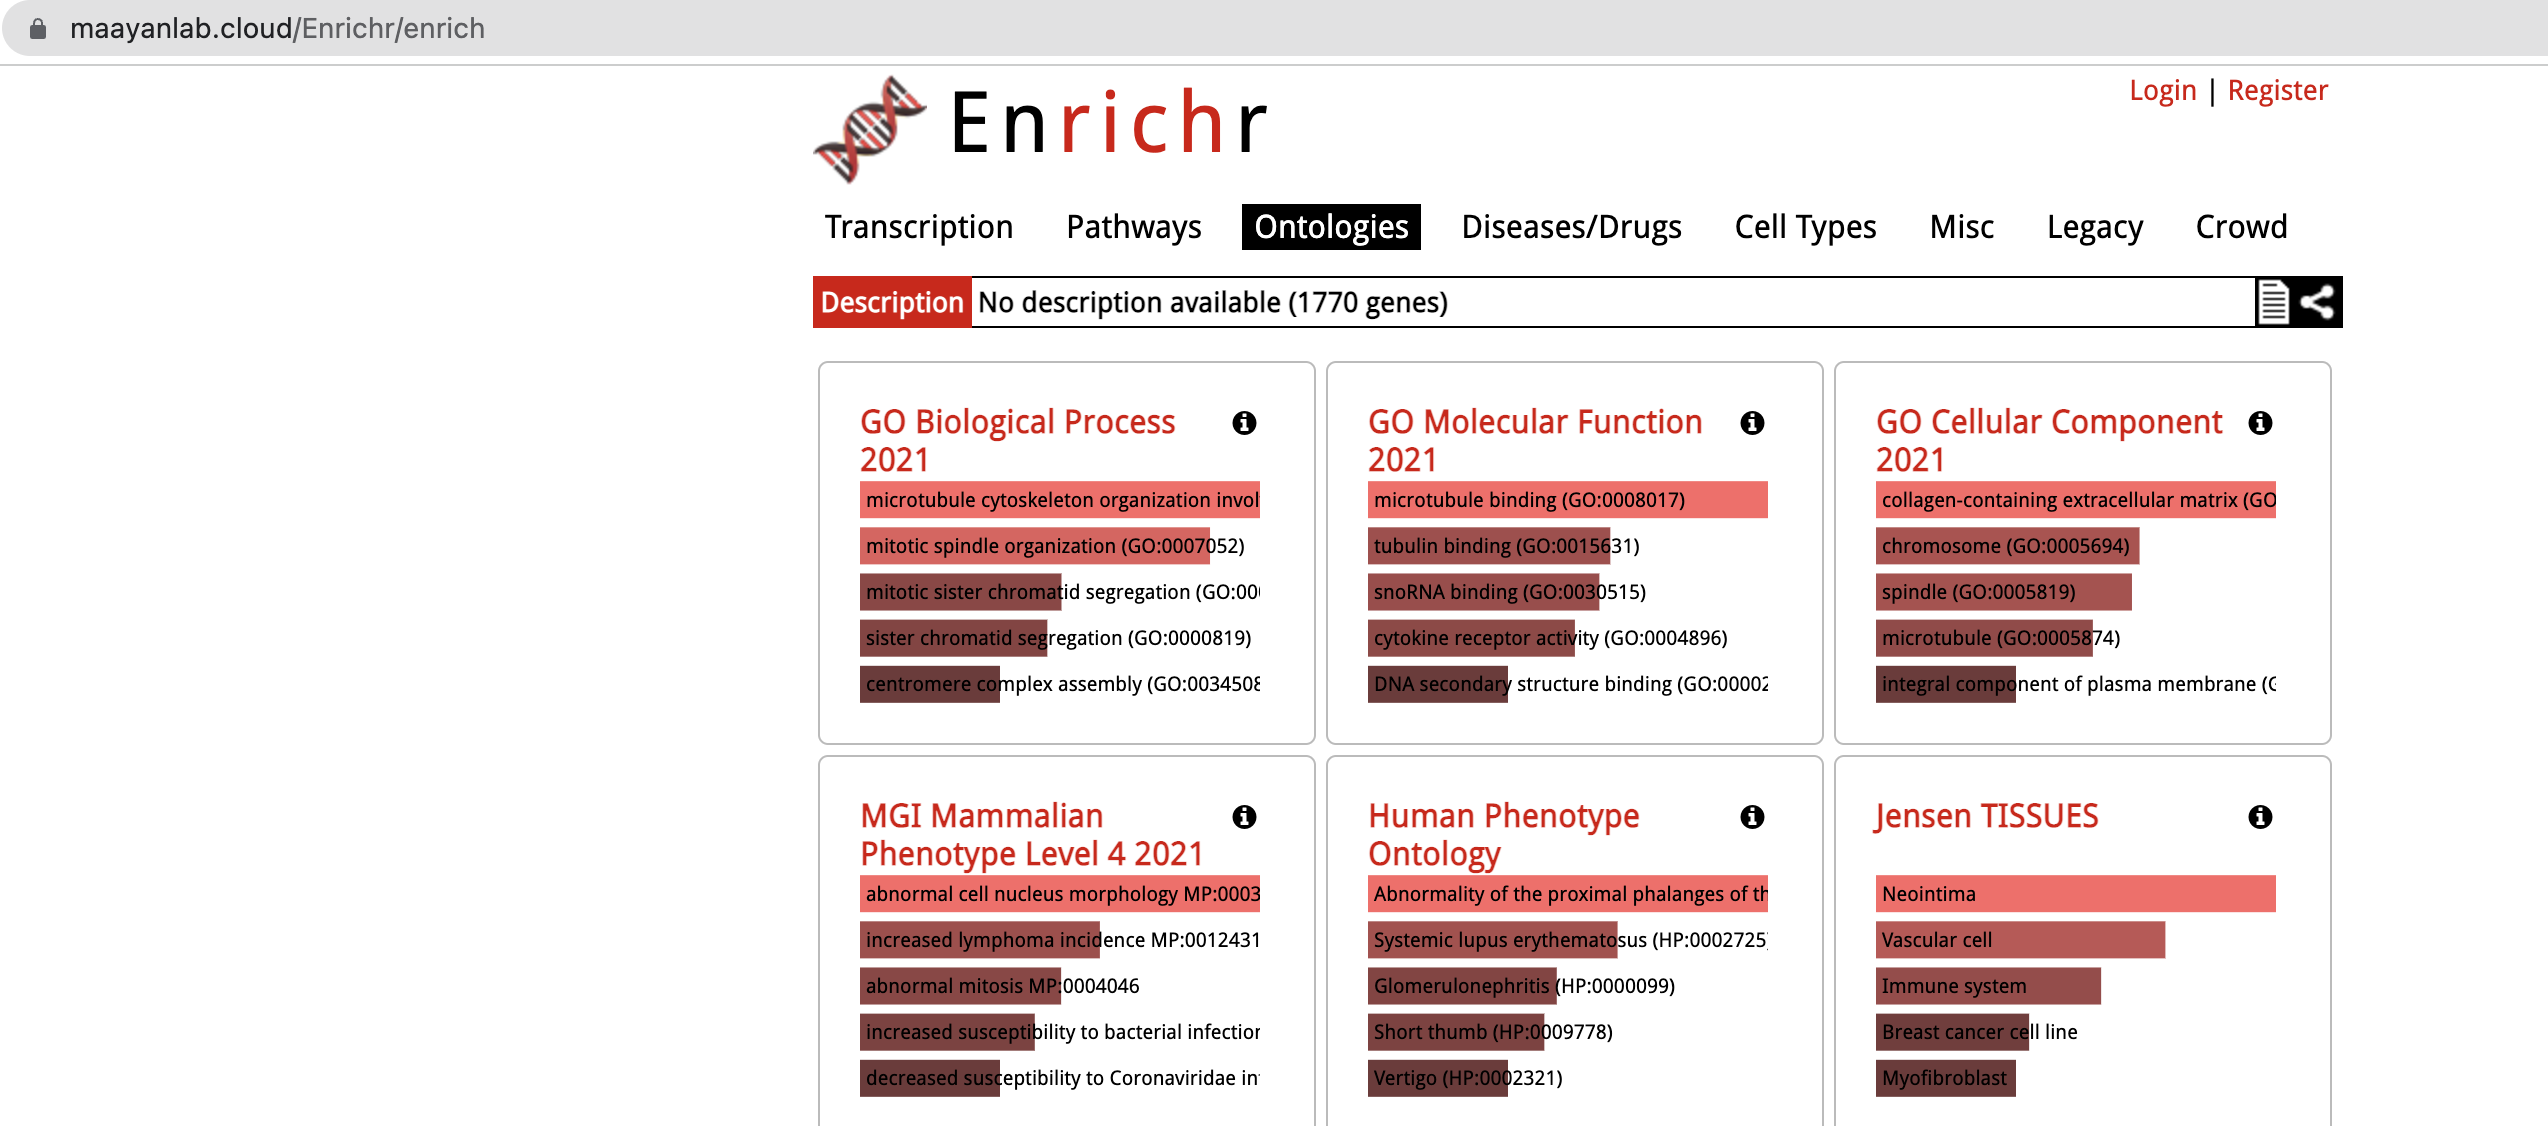 maayanlab.cloud/Enrichr/enrich
Login | Register
Enrichr
Transcription Pathways Ontologies Diseases/Drugs Cell Types Misc Legacy Crowd
Description No description available (1770 genes)
GO Biological Process
2021
microtubule cytoskeleton organization invol
mitotic spindle organization (GO:0007052)
mitotic sister chromatid segregation (GO:00
sister chromatid segregation (GO:0000819)
centromere complex assembly (GO:0034508
GO Molecular Function
2021
microtubule binding (GO:0008017)
tubulin binding (GO:0015631)
snoRNA binding (GO:0030515)
cytokine receptor activity (GO:0004896)
DNA secondary structure binding (GO:00002
GO Cellular Component
2021
collagen-containing extracellular matrix (GO
chromosome (GO:0005694)
spindle (GO:0005819)
microtubule (GO:0005874)
integral component of plasma membrane (G
MGI Mammalian
Phenotype Level 4 2021
abnormal cell nucleus morphology MP:0003
increased lymphoma incidence MP:0012431
abnormal mitosis MP:0004046
increased susceptibility to bacterial infection
decreased susceptibility to Coronaviridae in
Human Phenotype
Ontology
Abnormality of the proximal phalanges of th
Systemic lupus erythematosus (HP:0002725)
Glomerulonephritis (HP:0000099)
Short thumb (HP:0009778)
Vertigo (HP:0002321)
Jensen TISSUES
Neointima
Vascular cell
Immune system
Breast cancer cell line
Myofibroblast